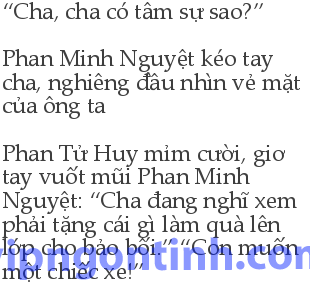 “Cha, cha có tâm sự sao?”
Phan Minh Nguyệt kéo tay
cha, nghiêng đầu nhìn vẻ mặt
của ông ta
Phan Tử Huy mỉm cười, giơ
tay vuốt mũi Phan Minh
Nguyệt: “Cha đang nghĩ xem
phải tặng cái gì làm quà lên
lớp cho bảo bối.” “Con muốn
một chiếc xe!”
vipngontinh.com